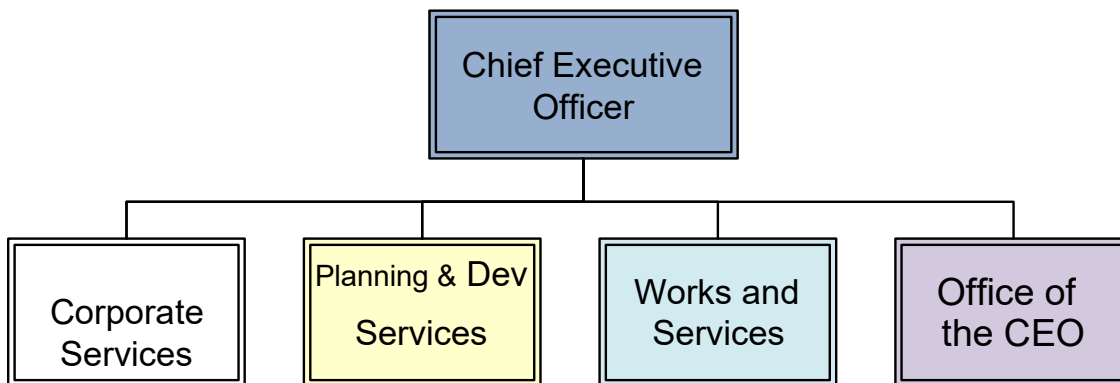 Chief Executive
Officer
Corporate
Services
Planning & Dev
Services
Works and
Services
Office of
the CEO